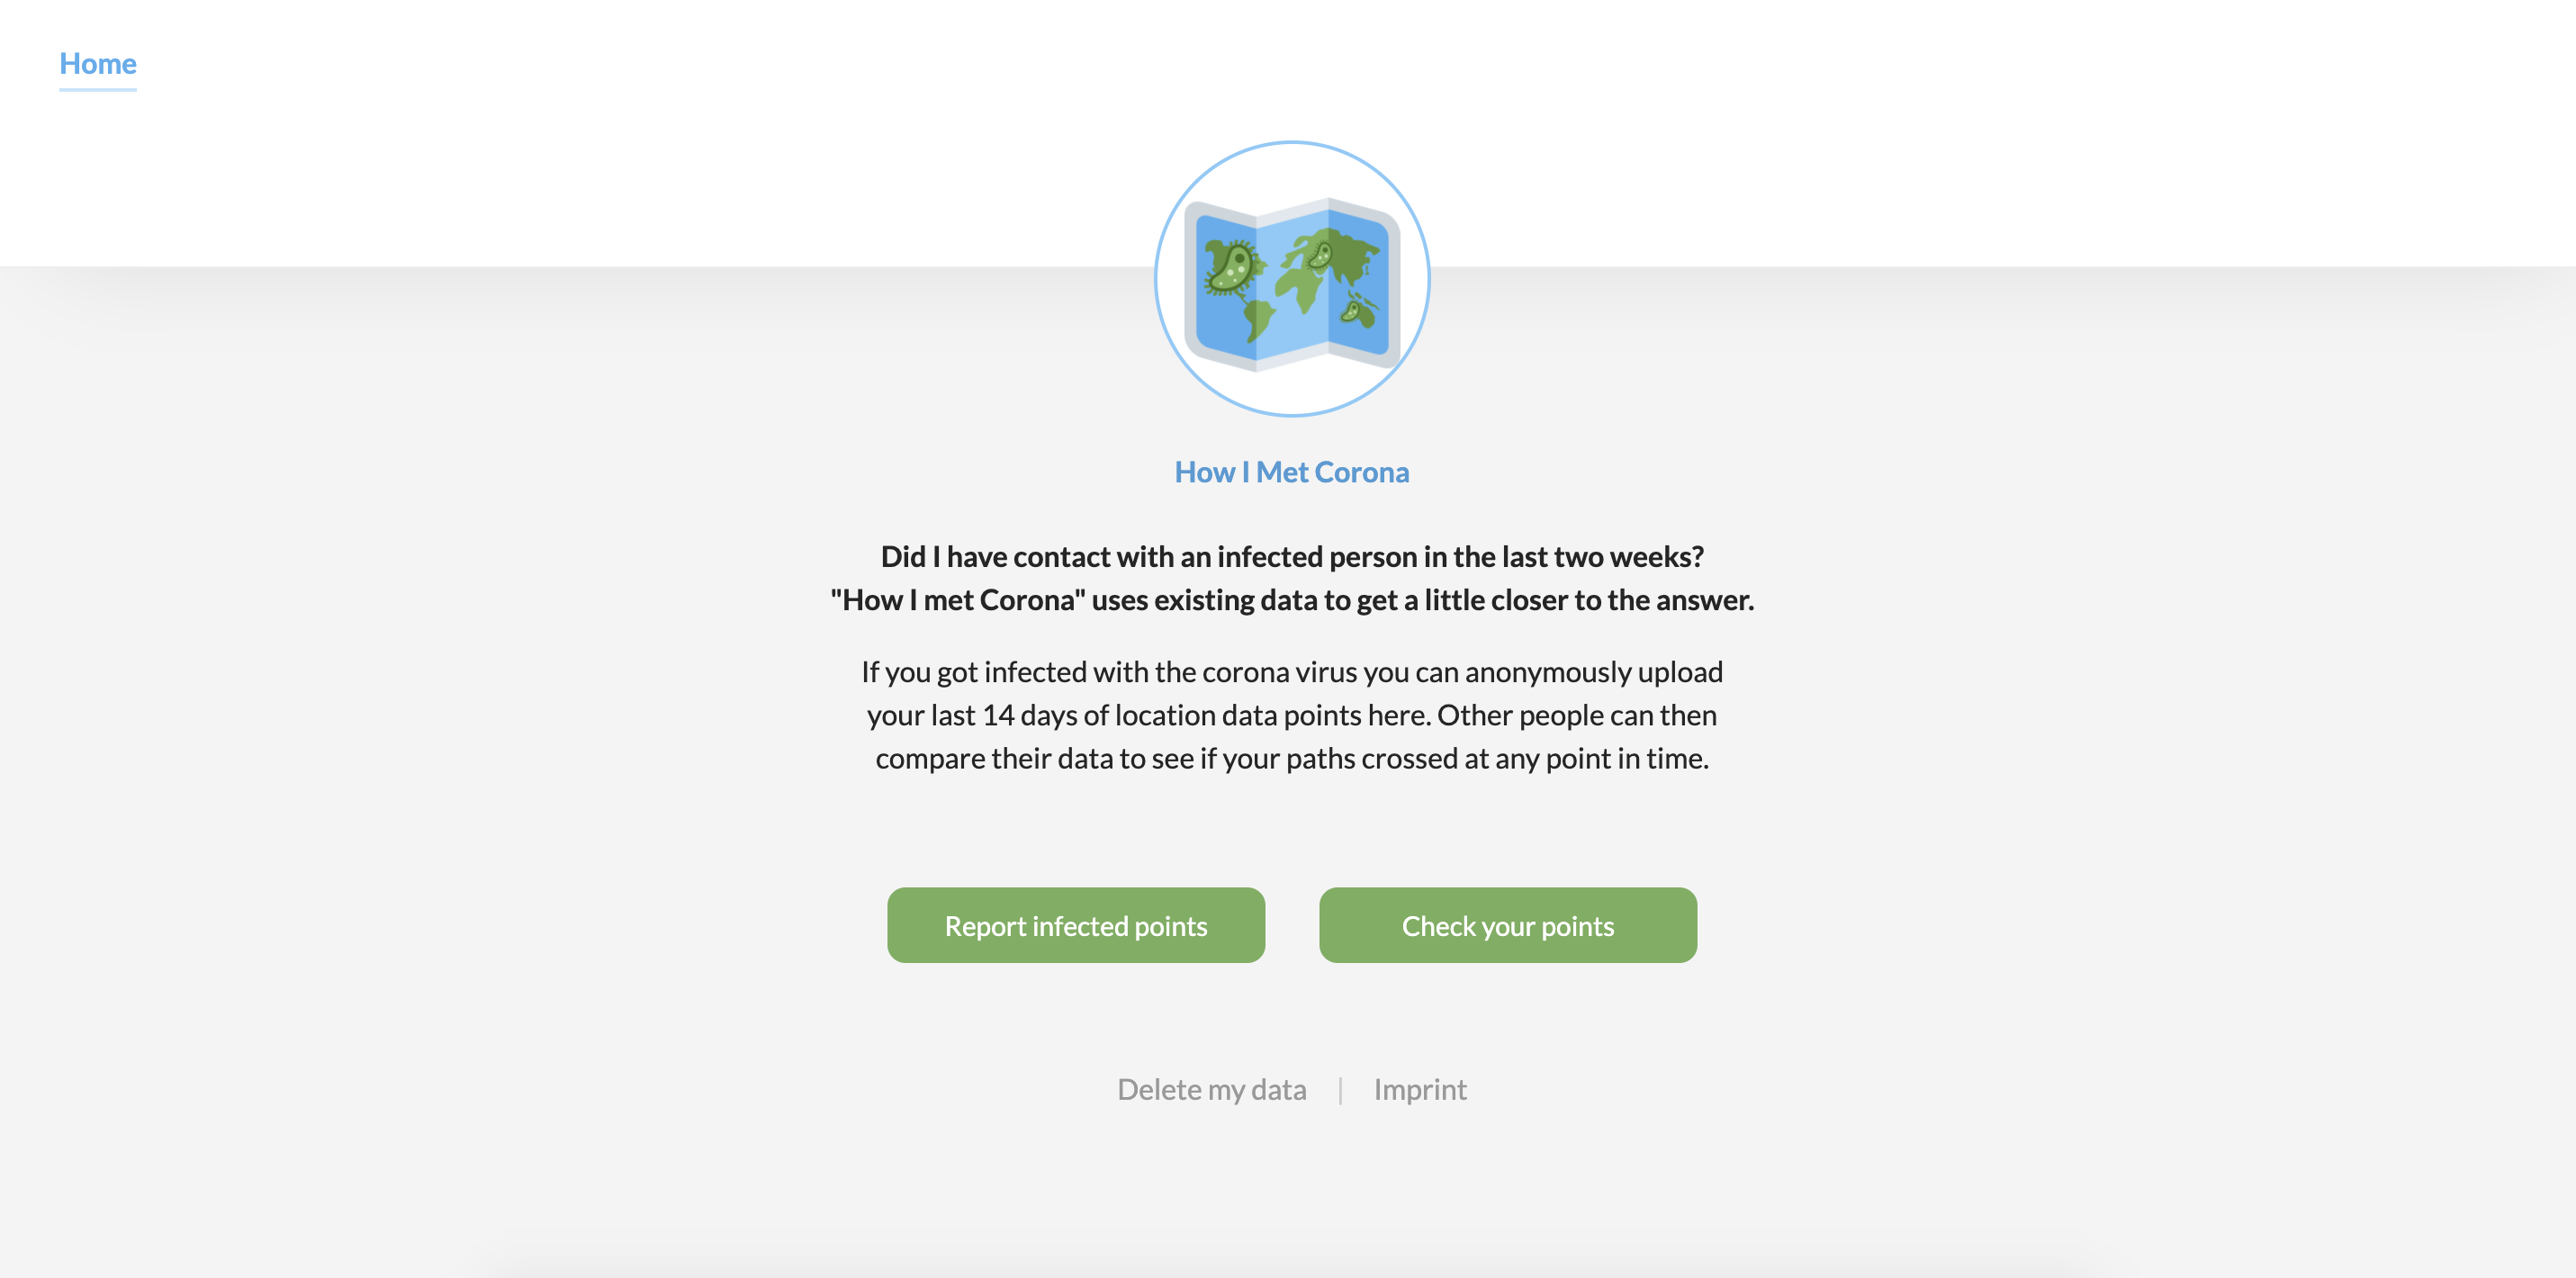 Home
How I Met Corona
Did I have contact with an infected person in the last two weeks?
"How I met Corona" uses existing data to get a little closer to the answer.
If you got infected with the corona virus you can anonymously upload
your last 14 days of location data points here. Other people can then
compare their data to see if your paths crossed at any point in time.
Report infected points
Check your points
Delete my data | Imprint